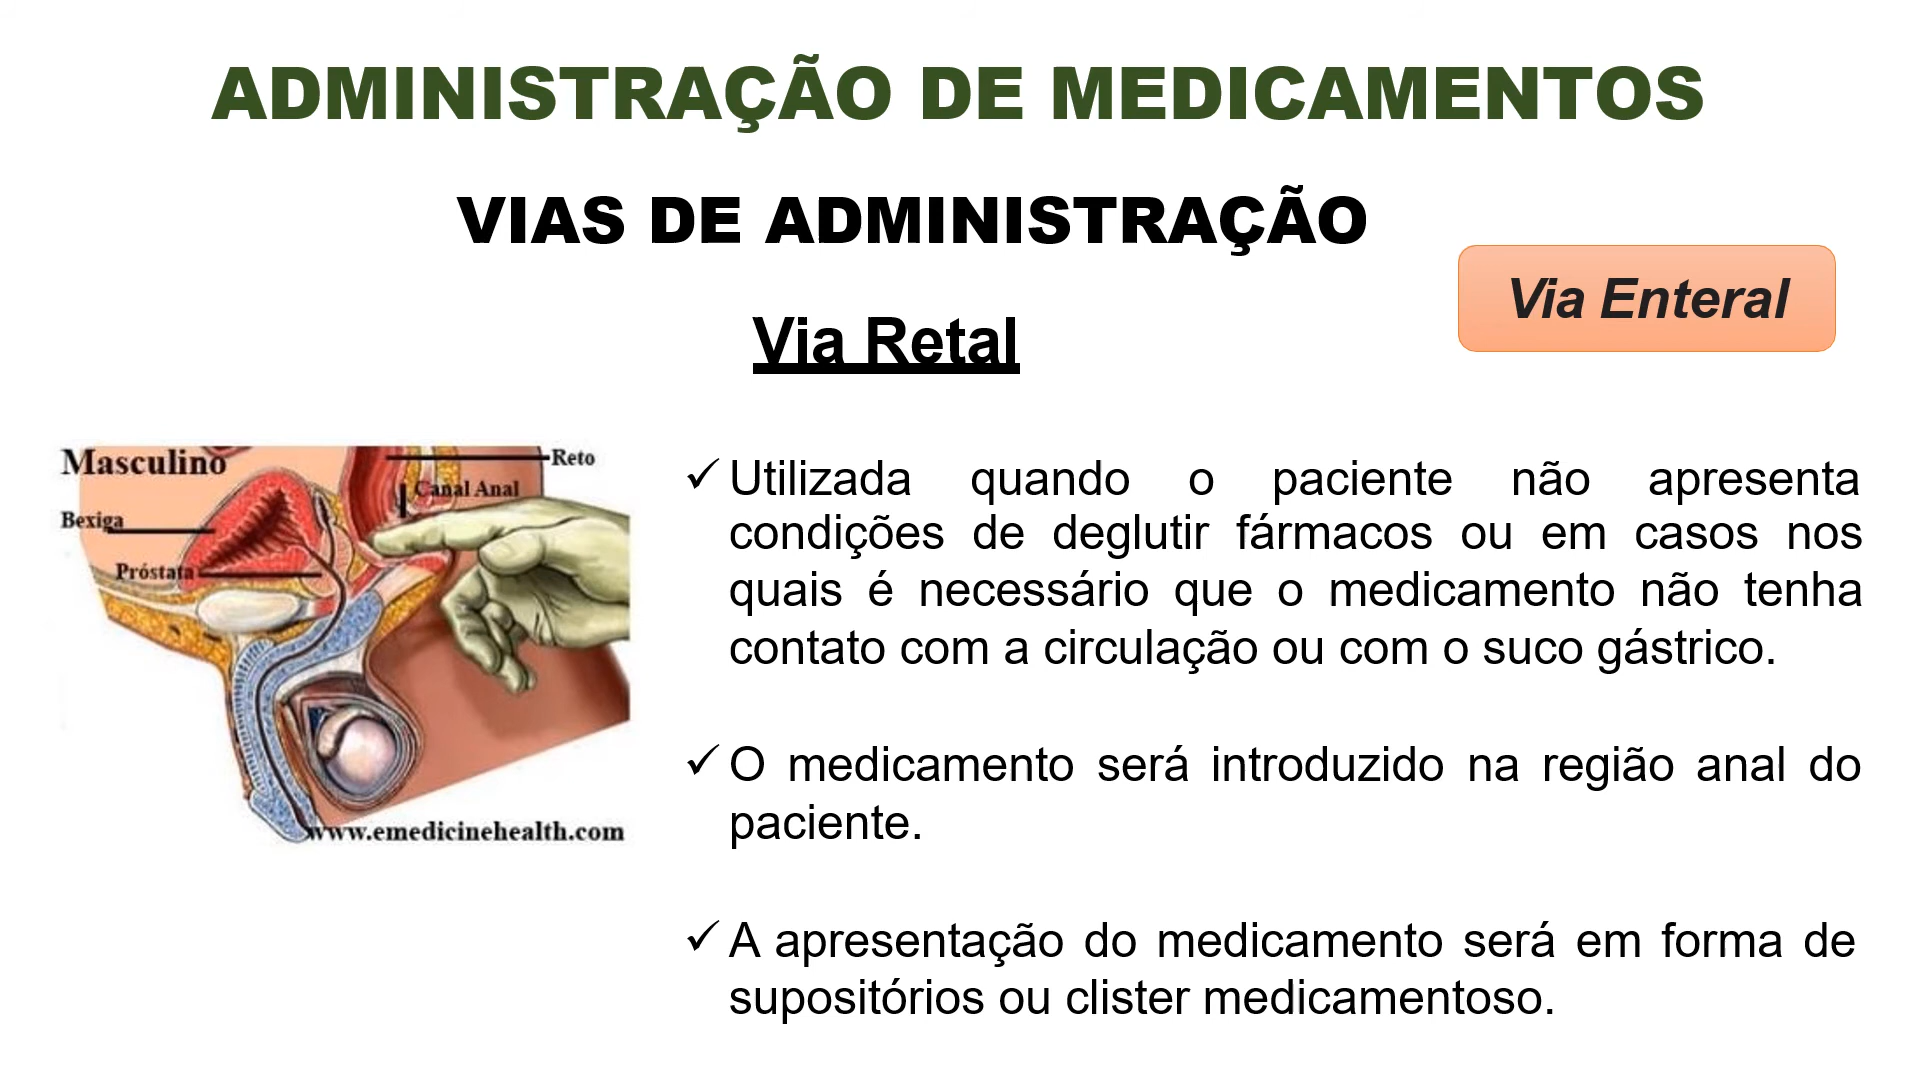 ADMINISTRAÇÃO DE MEDICAMENTOS
VIAS DE ADMINISTRAÇÃO
Via Enteral
Via Retal
Masculino
Reto
Canal Anal
Bexiga
Próstata
www.emedicinehealth.com
✓ Utilizada quando o paciente não apresenta
condições de deglutir fármacos ou em casos nos
quais é necessário que o medicamento não tenha
contato com a circulação ou com o suco gástrico.
✓ O medicamento será introduzido na região anal do
paciente.
✓ A apresentação do medicamento será em forma de
supositórios ou clister medicamentoso.